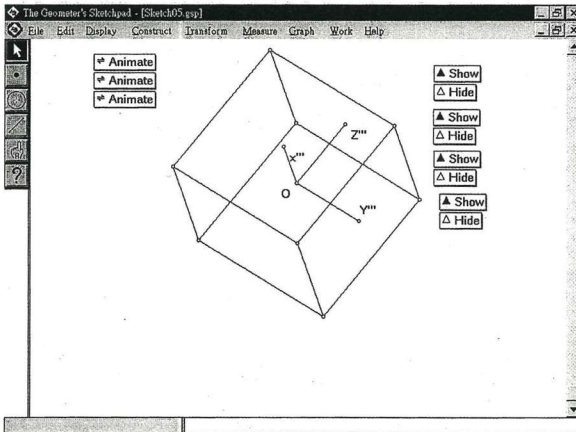 The Geometer's Sketchpad - [Sketch05.gsp]
File Edit Display Construct Transform Measure Graph Work Help
Animate
Animate
Animate
Show
Hide
Show
Hide
Show
Hide
Show
Hide
Z'''
X'''
O
Y'''
?